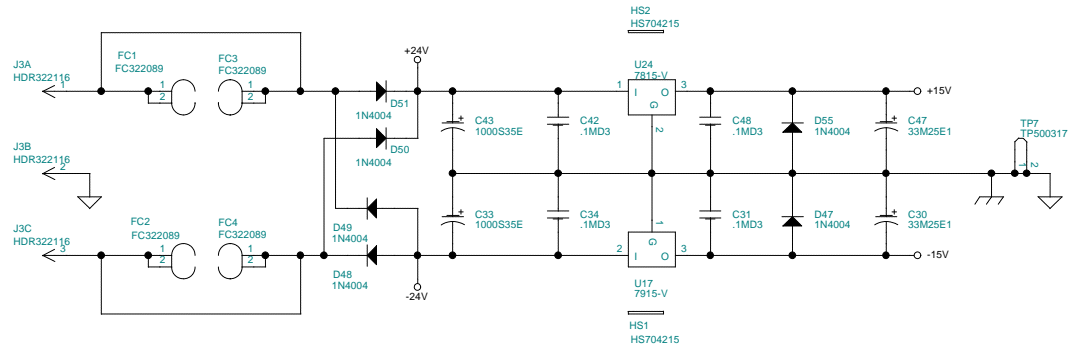 HS2
HS704215
+24V
J3A
HDR322116
1
FC1
FC322089
1
2
FC3
FC322089
1
2
D51
1N4004
D50
1N4004
C43
1000S35E
+
C42
.1MD3
U24
7815-V
1
I
O
3
G
2
C48
.1MD3
D55
1N4004
+
C47
33M25E1
+15V
TP7
TP500317
1
2
J3B
HDR322116
2
J3C
HDR322116
3
FC2
FC322089
1
2
FC4
FC322089
1
2
D49
1N4004
D48
1N4004
-24V
+
C33
1000S35E
C34
.1MD3
1
G
2
I
O
3
U17
7915-V
C31
.1MD3
D47
1N4004
+
C30
33M25E1
-15V
HS1
HS704215